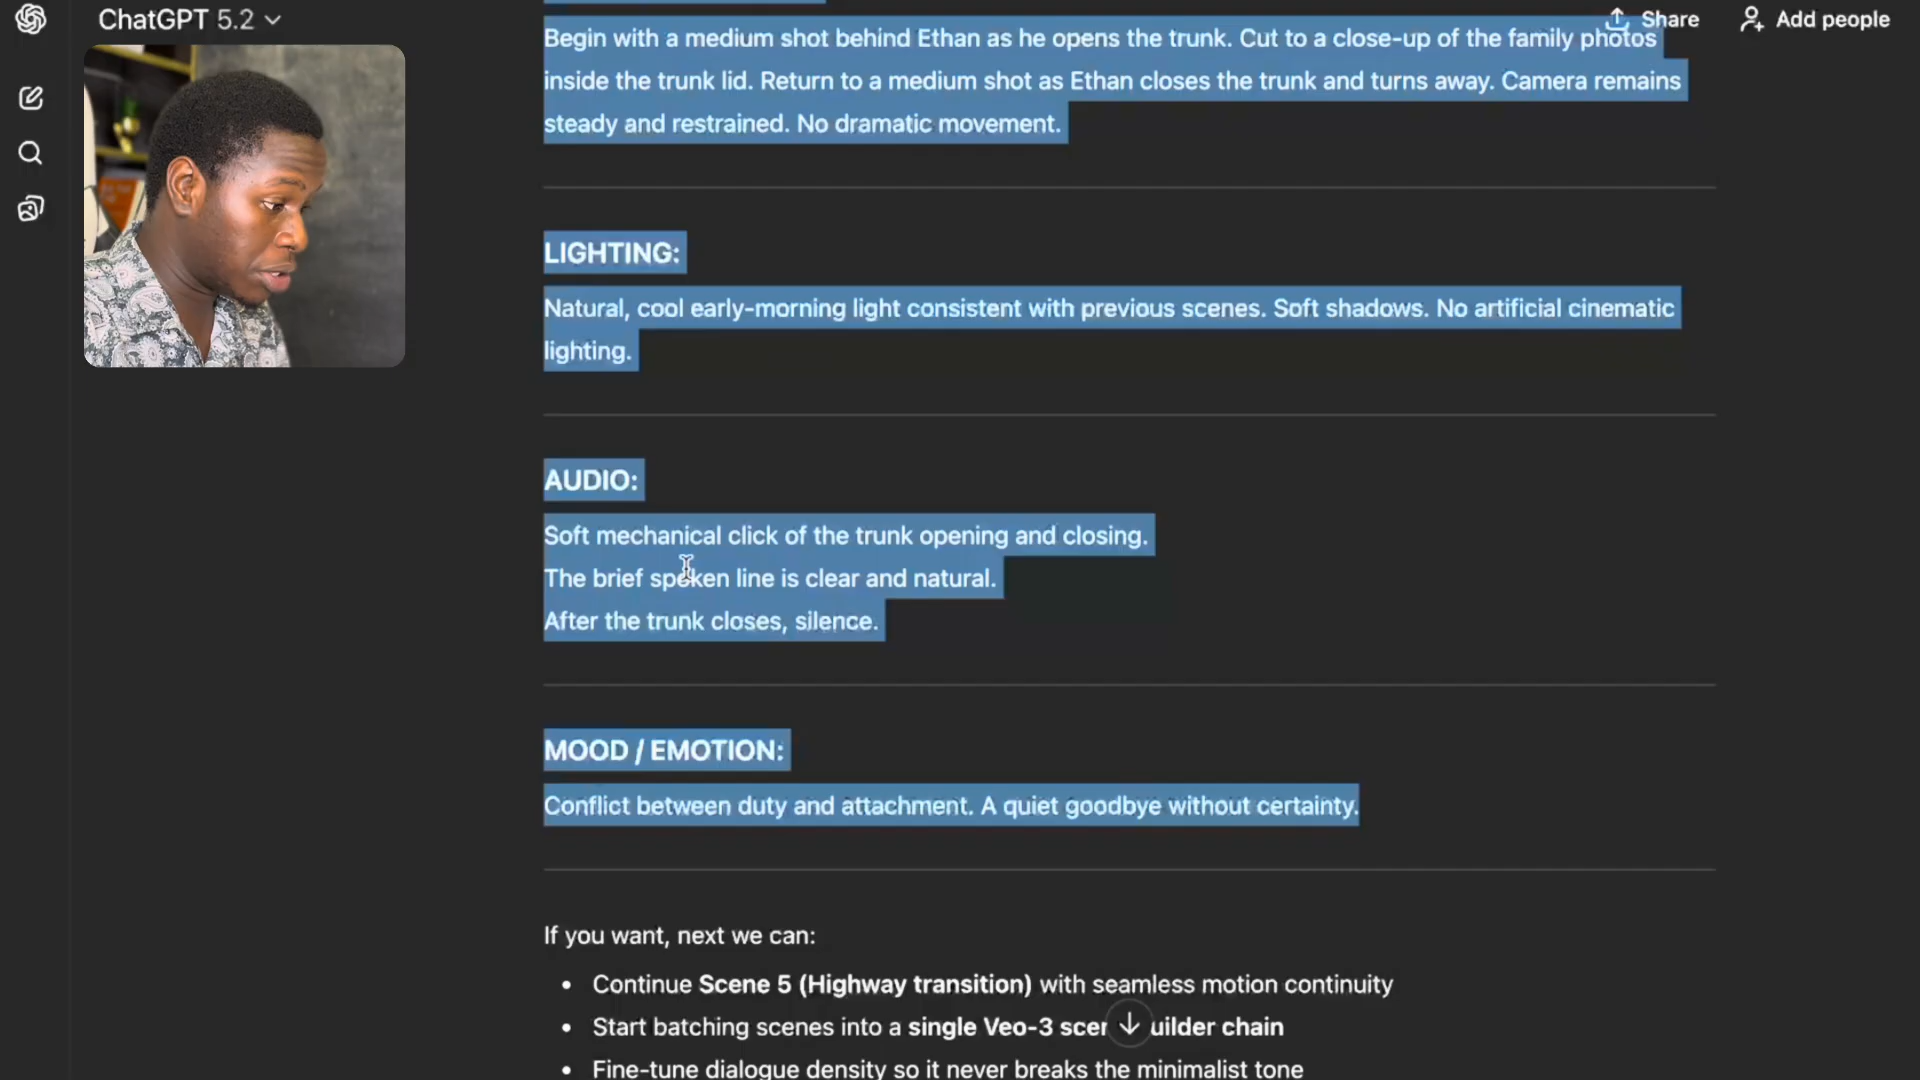 ChatGPT 5.2
Share
Add people
Begin with a medium shot behind Ethan as he opens the trunk. Cut to a close-up of the family photos
inside the trunk lid. Return to a medium shot as Ethan closes the trunk and turns away. Camera remains
steady and restrained. No dramatic movement.
LIGHTING:
Natural, cool early-morning light consistent with previous scenes. Soft shadows. No artificial cinematic
lighting.
AUDIO:
Soft mechanical click of the trunk opening and closing.
The brief spoken line is clear and natural.
After the trunk closes, silence.
MOOD / EMOTION:
Conflict between duty and attachment. A quiet goodbye without certainty.
If you want, next we can:
• Continue Scene 5 (Highway transition) with seamless motion continuity
• Start batching scenes into a single Veo-3 chain
• Fine-tune dialogue density so it never breaks the minimalist tone